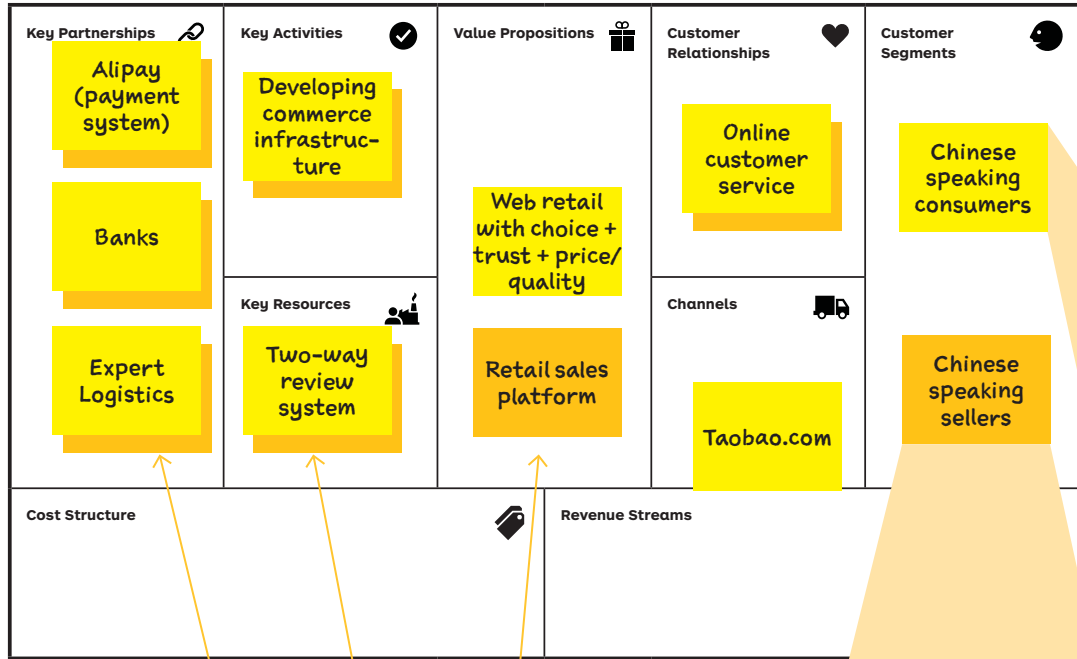 Key Partnerships
Alipay
(payment
system)
Banks
Expert
Logistics
Key Activities
Developing
commerce
infrastruc-
ture
Key Resources
Two-way
review
system
Value Propositions
Web retail
with choice +
trust + price/
quality
Retail sales
platform
Customer
Relationships
Online
customer
service
Channels
Taobao.com
Customer
Segments
Chinese
speaking
consumers
Chinese
speaking
sellers
Cost Structure
Revenue Streams